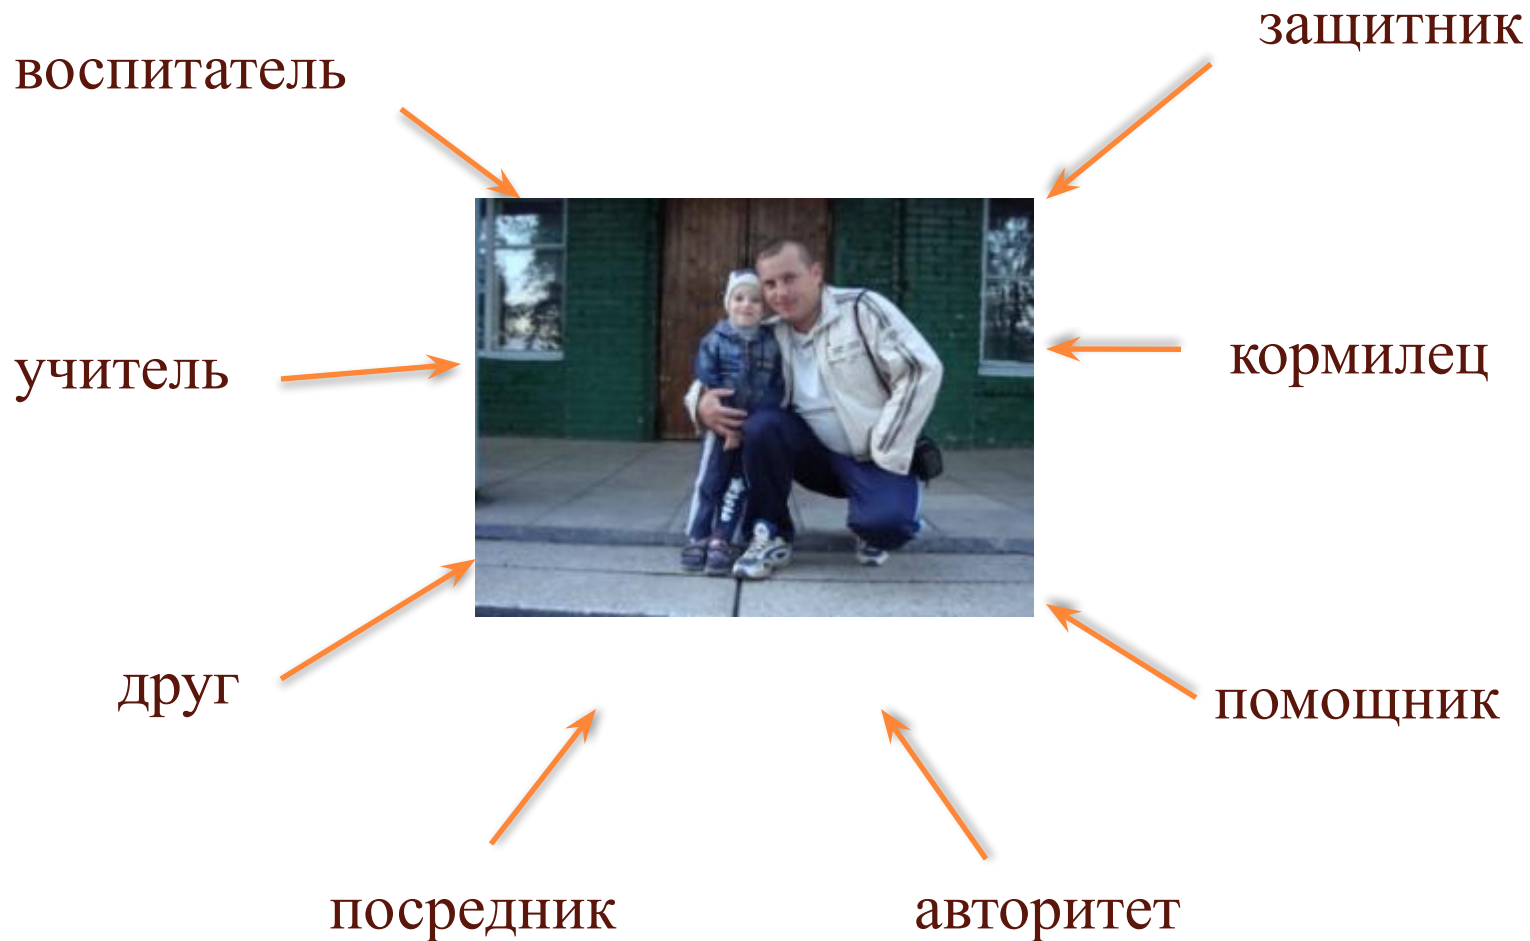 защитник
воспитатель
учитель
кормилец
друг
помощник
посредник
авторитет